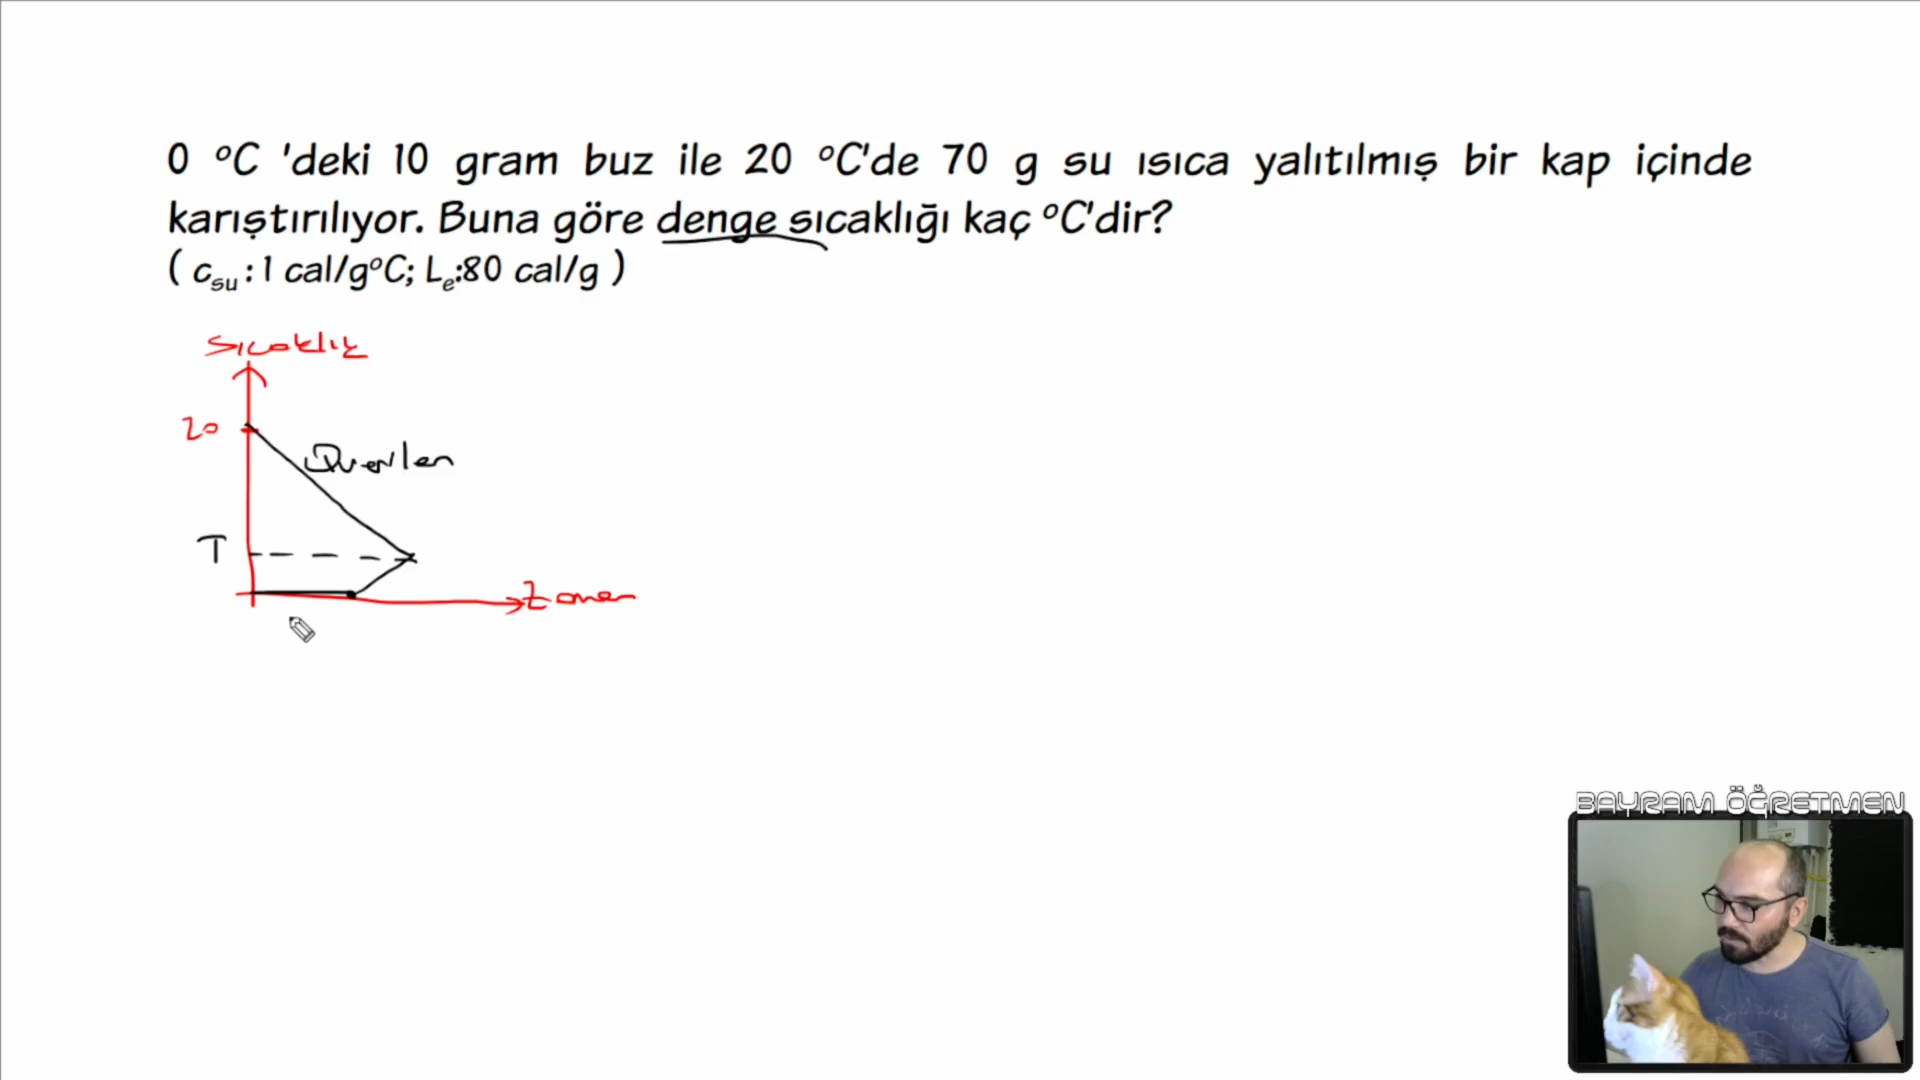 0 °C 'deki 10 gram buz ile 20 °C'de 70 g su ısıca yalıtılmış bir kap içinde
karıştırılıyor. Buna göre denge sıcaklığı kaç °C'dir?
( csu : 1 cal/g°C; Le:80 cal/g )
Sıcaklık
20
Qverilen
T
Zaman
BAYRAM ÖĞRETMEN